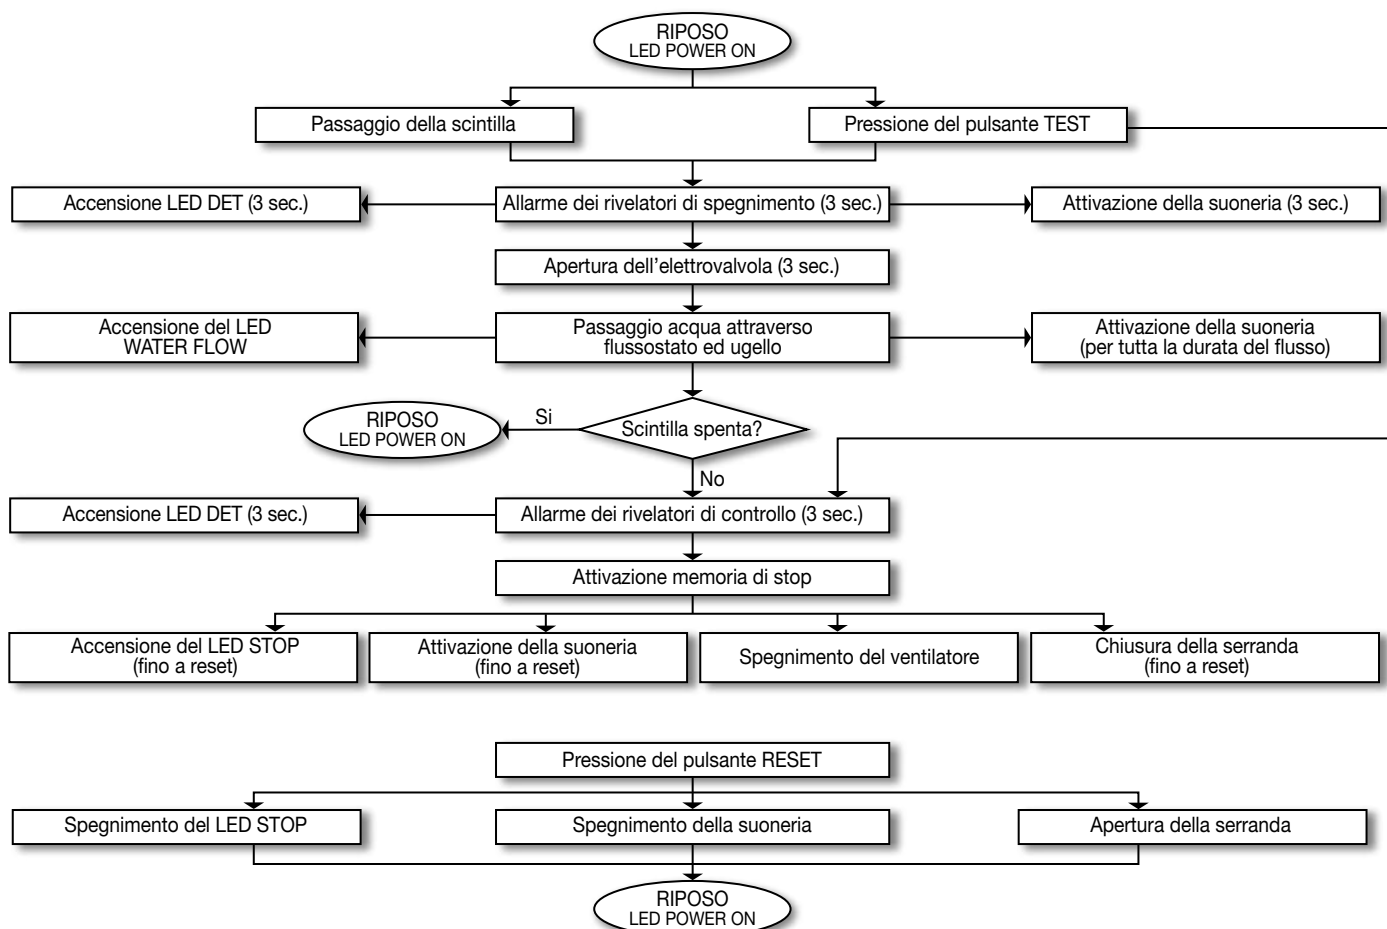 RIPOSO
LED POWER ON
Passaggio della scintilla
Pressione del pulsante TEST
Accensione LED DET (3 sec.)
Allarme dei rivelatori di spegnimento (3 sec.)
Attivazione della suoneria (3 sec.)
Apertura dell'elettrovalvola (3 sec.)
Accensione del LED
WATER FLOW
Passaggio acqua attraverso
flussostato ed ugello
Attivazione della suoneria
(per tutta la durata del flusso)
RIPOSO
LED POWER ON
Si
Scintilla spenta?
No
Accensione LED DET (3 sec.)
Allarme dei rivelatori di controllo (3 sec.)
Attivazione memoria di stop
Accensione del LED STOP
(fino a reset)
Attivazione della suoneria
(fino a reset)
Spegnimento del ventilatore
Chiusura della serranda
(fino a reset)
Pressione del pulsante RESET
Spegnimento del LED STOP
Spegnimento della suoneria
Apertura della serranda
RIPOSO
LED POWER ON